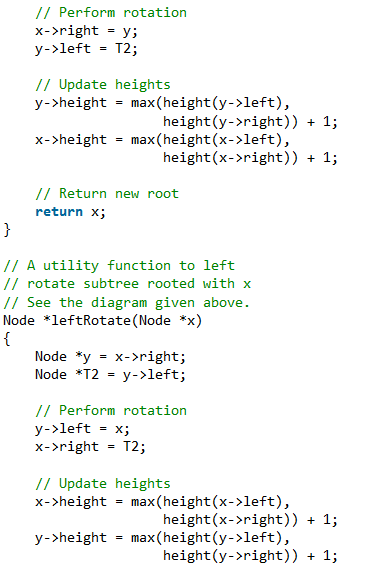 // Perform rotation
    x->right = y;
    y->left = T2;

    // Update heights
    y->height = max(height(y->left),
                    height(y->right)) + 1;
    x->height = max(height(x->left),
                    height(x->right)) + 1;

    // Return new root
    return x;
}

// A utility function to left
// rotate subtree rooted with x
// See the diagram given above.
Node *leftRotate(Node *x)
{
    Node *y = x->right;
    Node *T2 = y->left;

    // Perform rotation
    y->left = x;
    x->right = T2;

    // Update heights
    x->height = max(height(x->left),
                    height(x->right)) + 1;
    y->height = max(height(y->left),
                    height(y->right)) + 1;